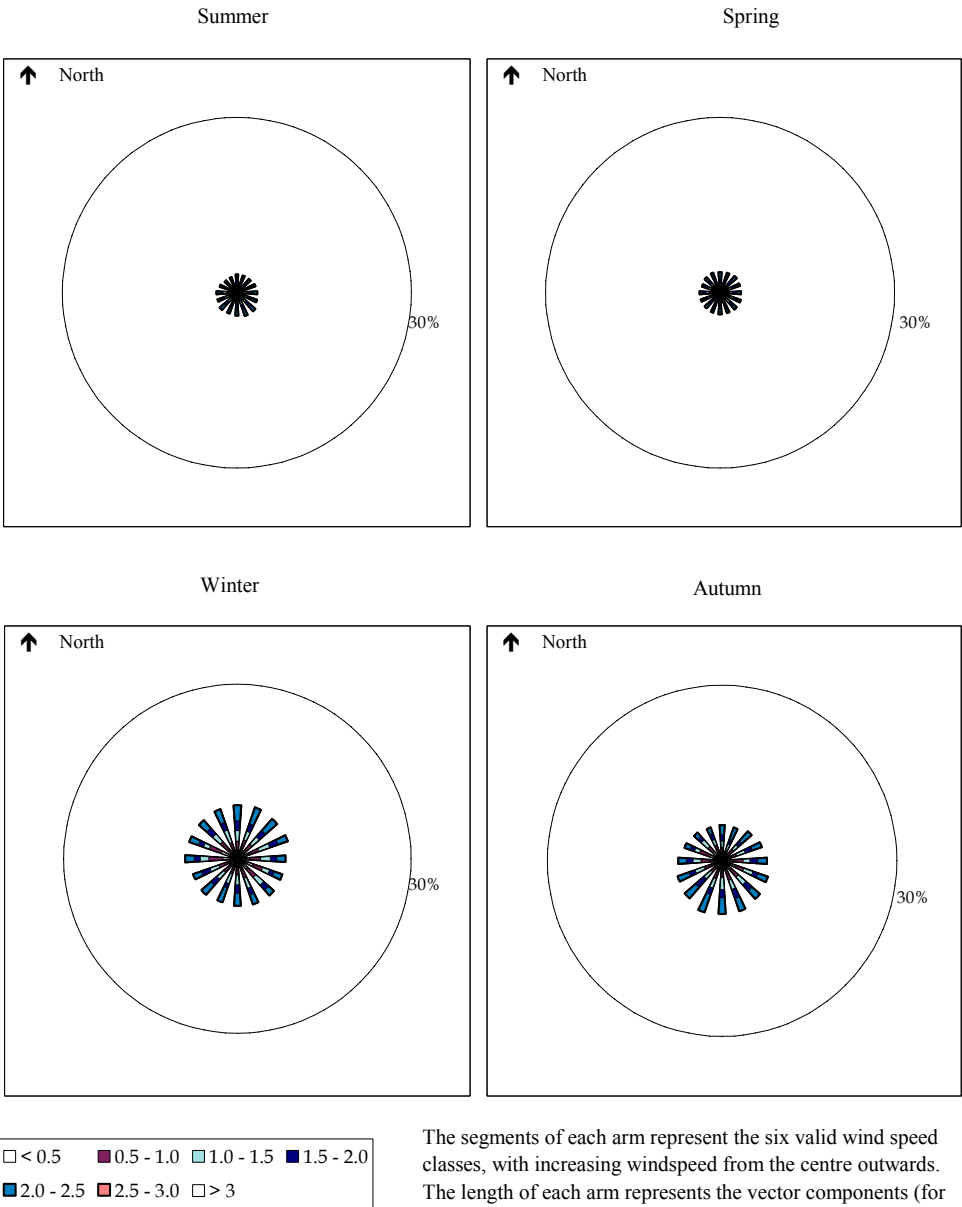 Summer
Spring
North
North
30%
30%
Winter
Autumn
North
North
30%
30%
< 0.5 0.5 - 1.0 1.0 - 1.5 1.5 - 2.0
2.0 - 2.5 2.5 - 3.0 > 3
The segments of each arm represent the six valid wind speed
classes, with increasing windspeed from the centre outwards.
The length of each arm represents the vector components (for